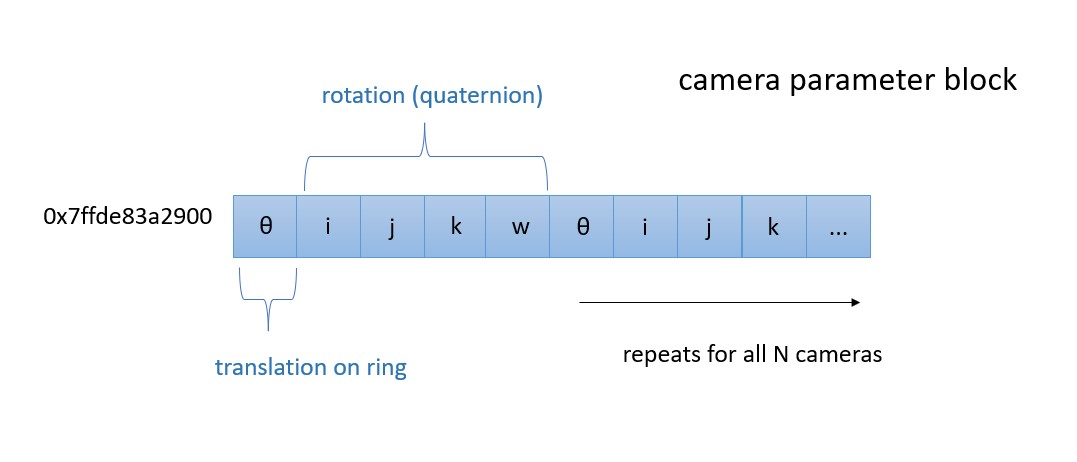 camera parameter block
rotation (quaternion)
0x7ffde83a2900 θ i j k w θ i j k ...
translation on ring
repeats for all N cameras